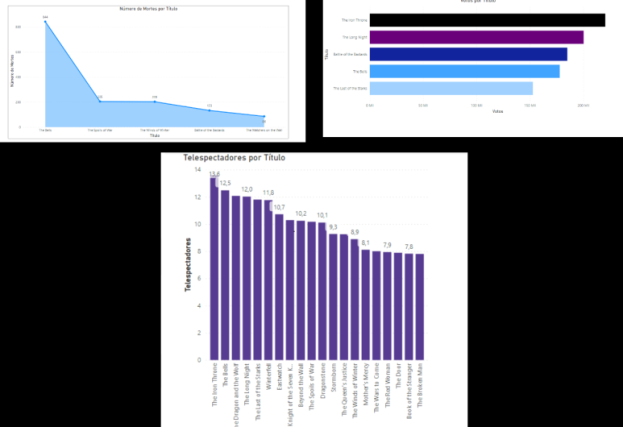 Número de Mortes por Título
Número de Mortes
The Bells
The Spoils of War
The Winds of Winter
Battle of the Bastards
The Watchers on the Wall
Título
Título
The Iron Throne
The Long Night
Battle of the Bastards
The Bells
The Last of the Starks
Votos
Telespectadores por Título
Telespectadores
14
12
10
8
6
4
2
0
13,6
12,5
12,0
11,8
10,7
10,2
10,1
9,3
8,9
8,1
7,9
7,8
The Iron Throne
The Bells
e Dragon and the Wolf
The Long Night
The Last of the Starks
Winterfell
Eastwatch
Knight of the Seven K...
Beyond the Wall
The Spoils of War
Dragonstone
Stormborn
The Queen's Justice
The Winds of Winter
Mother's Mercy
The Wars to Come
The Red Woman
The Door
Book of the Stranger
The Broken Man